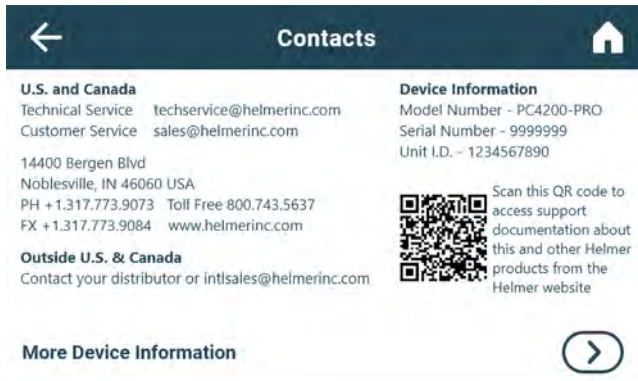 Contacts
U.S. and Canada
Technical Service techservice@helmerinc.com
Customer Service sales@helmerinc.com
14400 Bergen Blvd
Noblesville, IN 46060 USA
PH +1.317.773.9073 Toll Free 800.743.5637
FX +1.317.773.9084 www.helmerinc.com
Outside U.S. & Canada
Contact your distributor or intlsales@helmerinc.com
Device Information
Model Number - PC4200-PRO
Serial Number - 9999999
Unit I.D. - 1234567890
Scan this QR code to
access support
documentation about
this and other Helmer
products from the
Helmer website
More Device Information